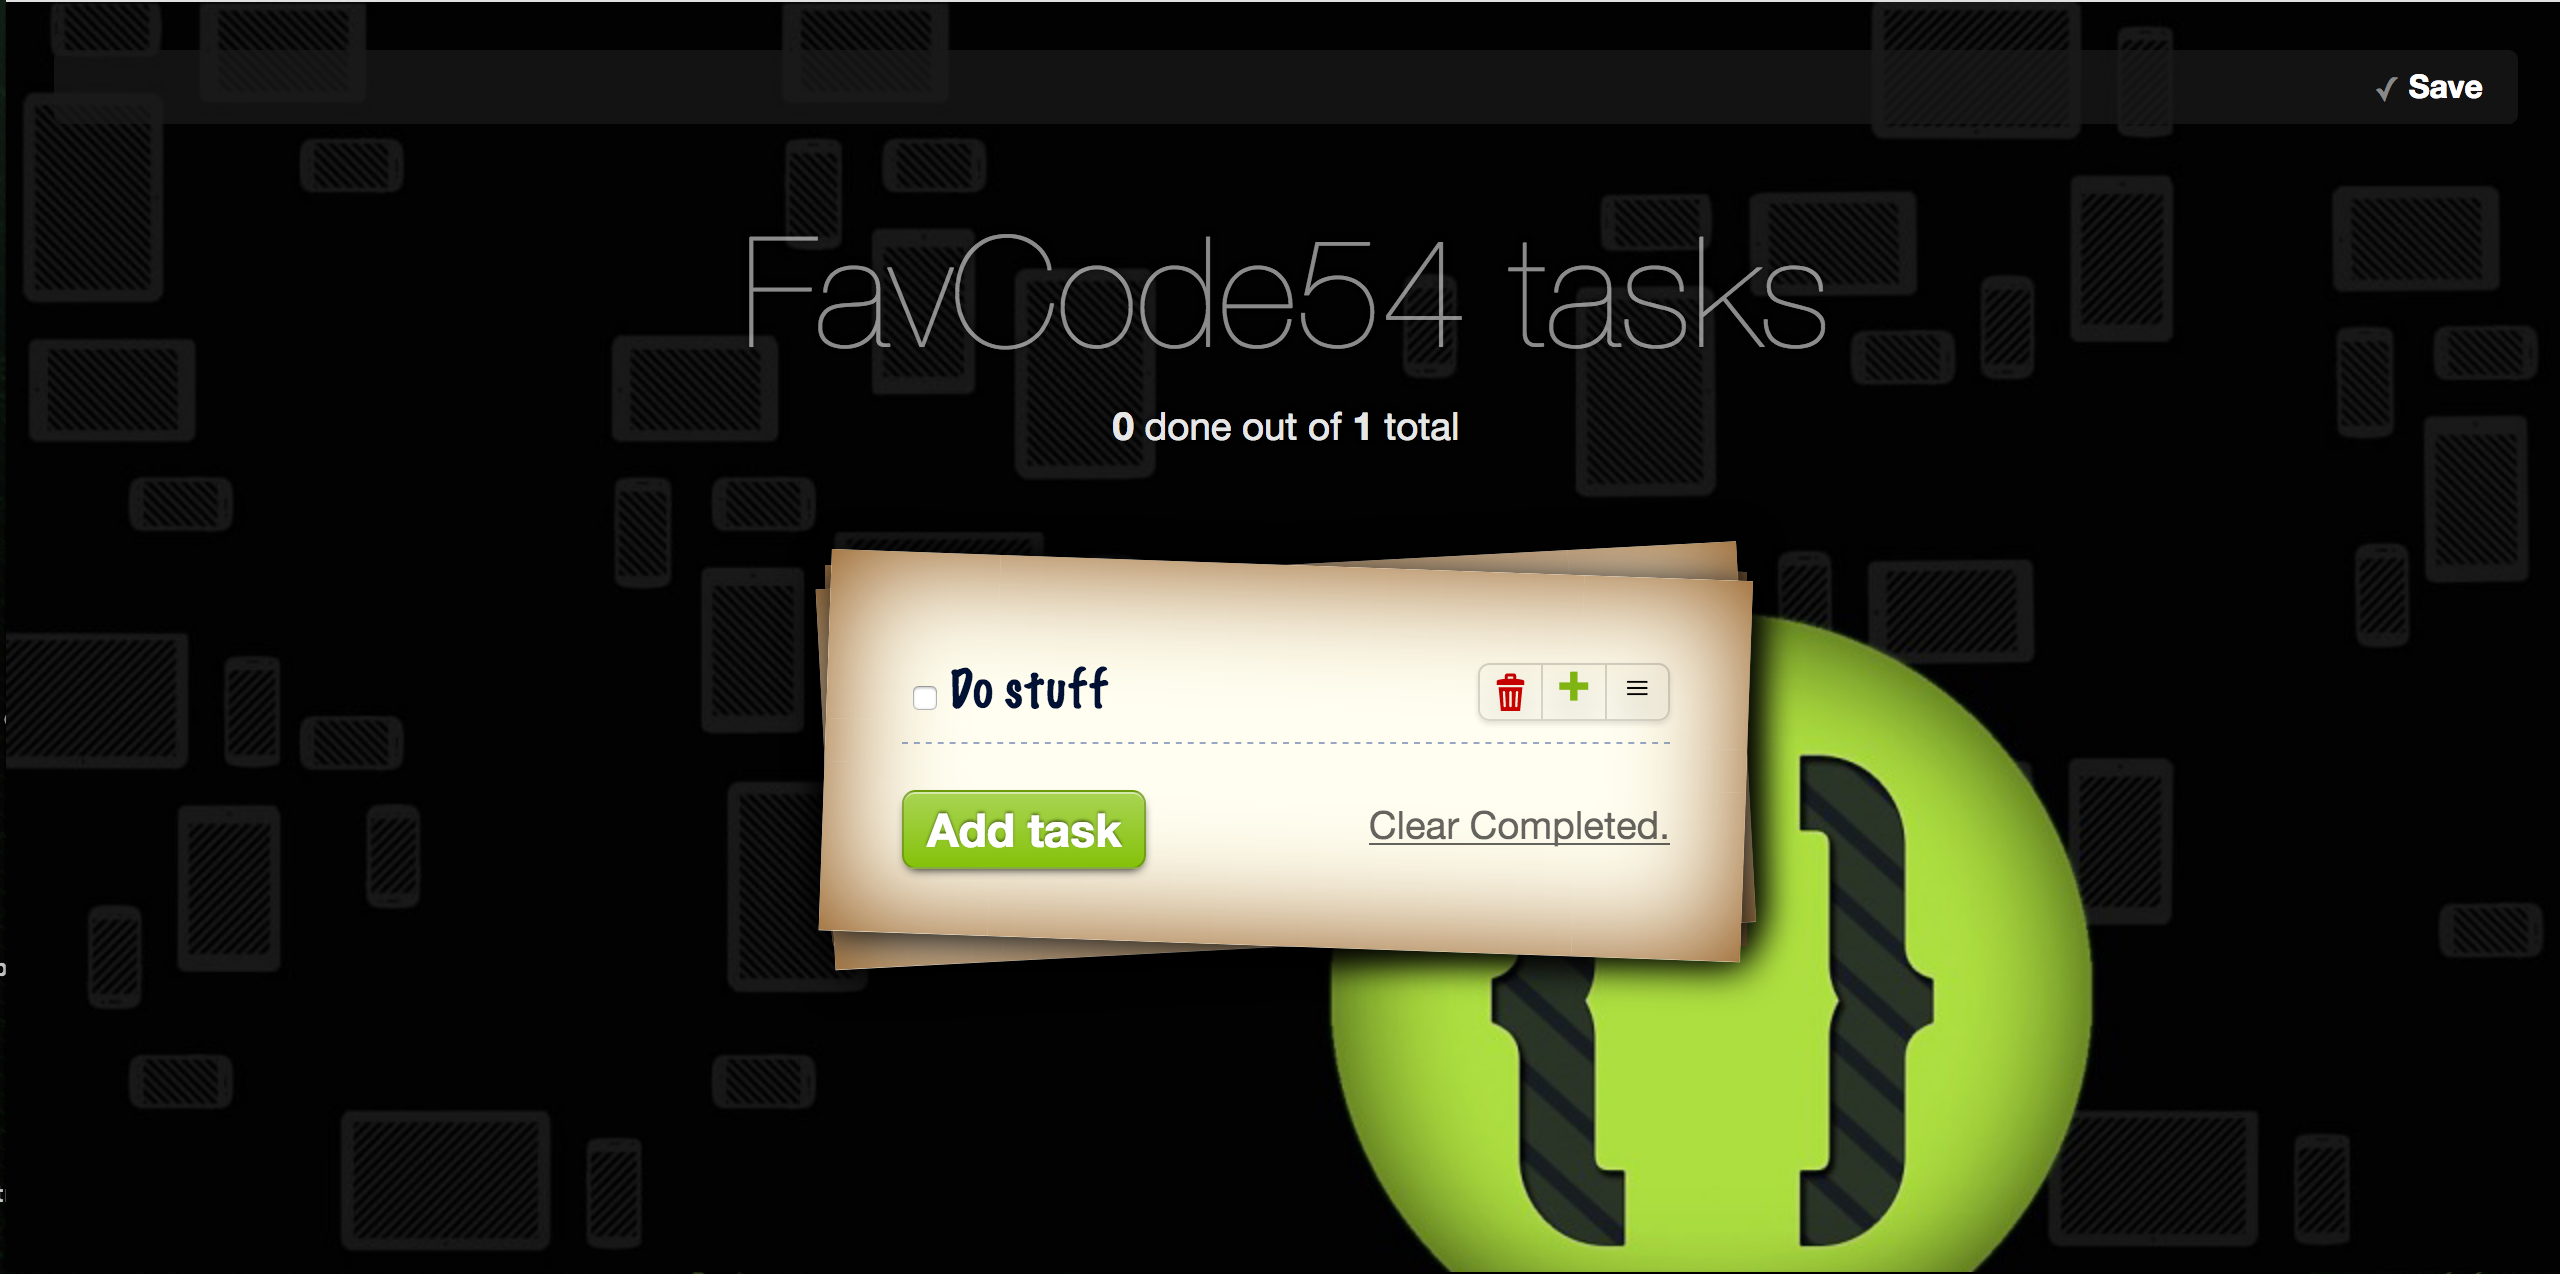 ✓ Save
FavCode54 tasks
0 done out of 1 total
Do stuff
Add task
Clear Completed.
{ }